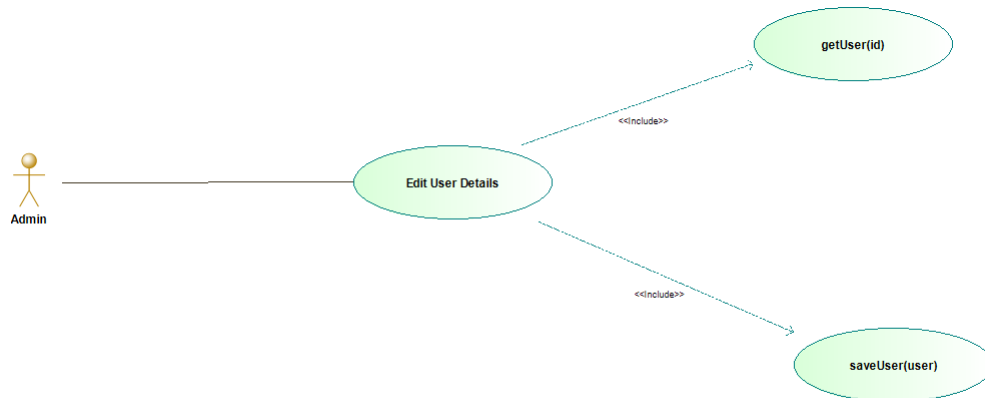 getUser(id)
<<Include>>
Edit User Details
Admin
<<Include>>
saveUser(user)